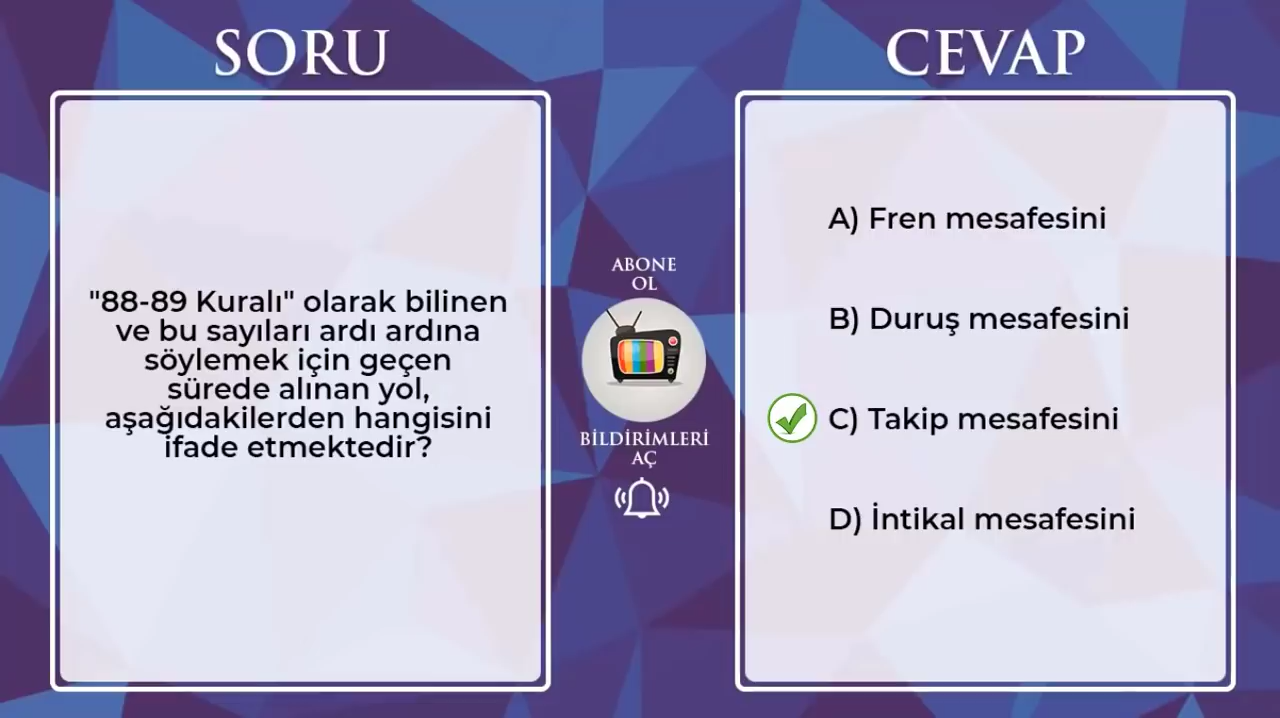 SORU
"88-89 Kuralı" olarak bilinen
ve bu sayıları ardı ardına
söylemek için geçen
sürede alınan yol,
aşağıdakilerden hangisini
ifade etmektedir?
ABONE
OL
BİLDİRİMLERİ
AÇ
CEVAP
A) Fren mesafesini
B) Duruş mesafesini
C) Takip mesafesini
D) İntikal mesafesini